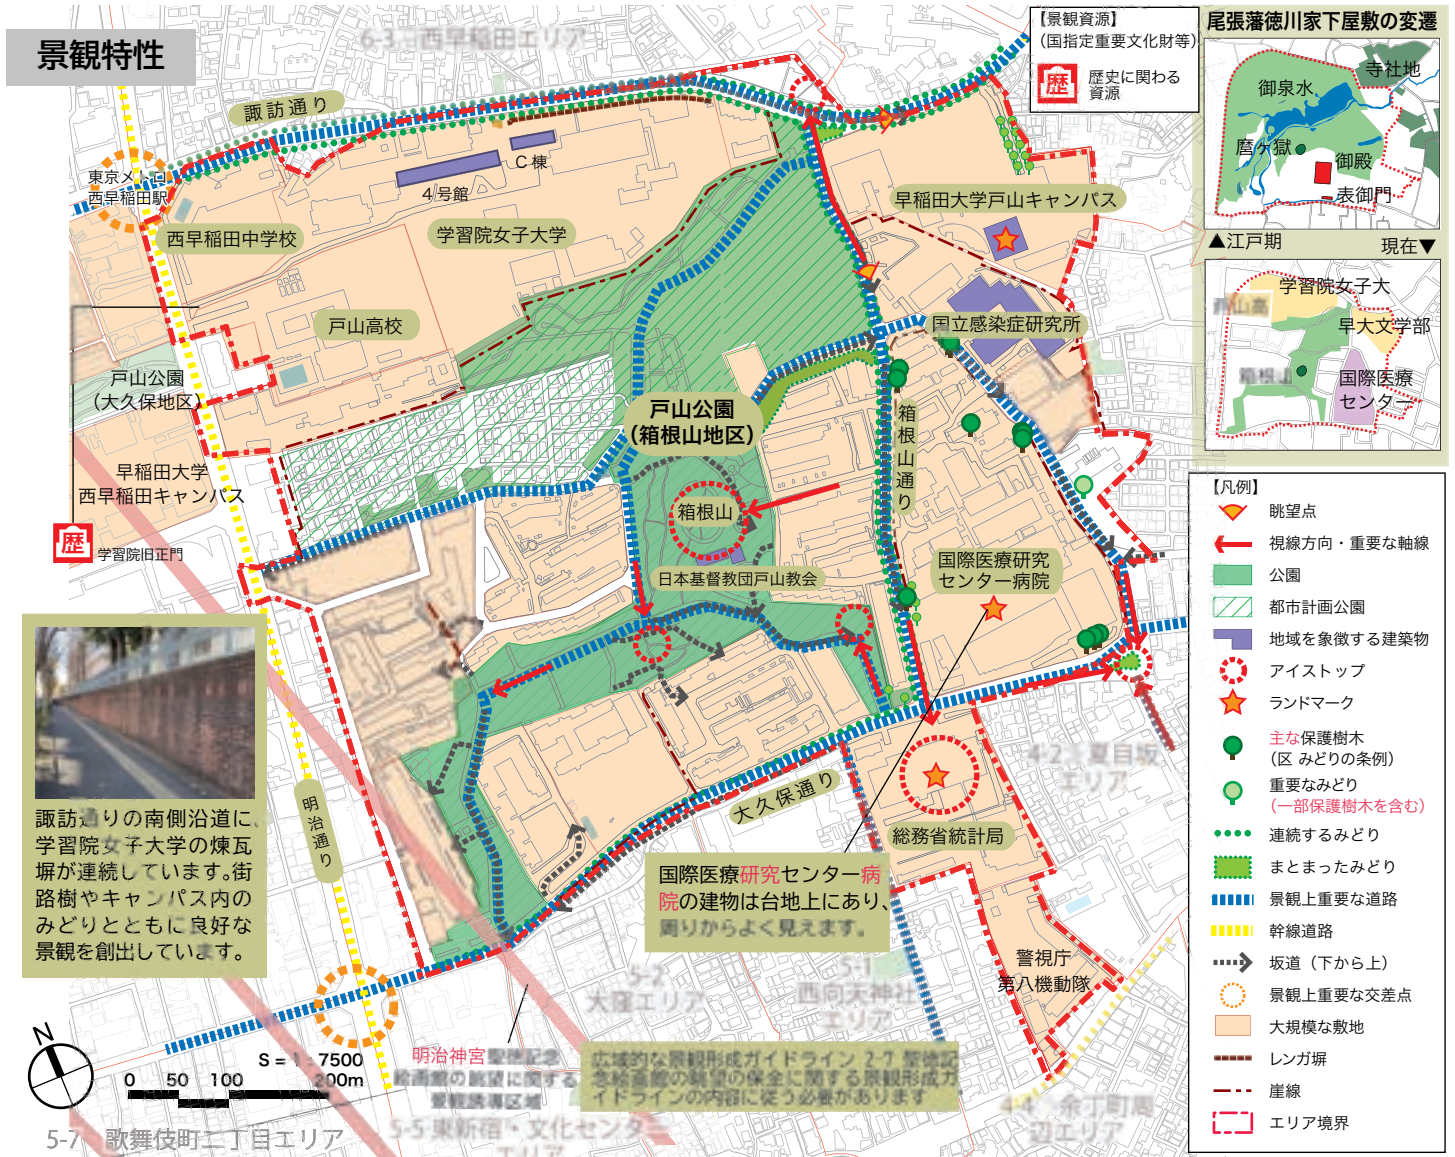 景観特性
諏訪通り
東京メトロ
西早稲田駅
C棟
4号館
西早稲田中学校
学習院女子大学
早稲田大学戸山キャンパス
戸山高校
国立感染症研究所
戸山公園
(大久保地区)
戸山公園
(箱根山地区)
箱根山通り
早稲田大学
西早稲田キャンパス
箱根山
歴
学習院旧正門
日本基督教団戸山教会
国際医療研究
センター病院
諏訪通りの南側沿道に、
学習院女子大学の煉瓦
塀が連続しています。街
路樹やキャンパス内の
みどりとともに良好な
景観を創出しています。
明治通り
大久保通り
総務省統計局
国際医療研究センター病
院の建物は台地上にあり、
周りからよく見えます。
警視庁
第八機動隊
N
S = 1 : 7500
0 50 100 200m
明治神宮
5-7 歌舞伎町二丁目エリア
【景観資源】
(国指定重要文化財等)
歴
歴史に関わる
資源
尾張藩徳川家下屋敷の変遷
寺社地
御泉水
麿ヶ獄
御殿
表御門
▲江戸期
現在▼
学習院女子大
早大文学部
箱根山
国際医療
センター
【凡例】
眺望点
視線方向・重要な軸線
公園
都市計画公園
地域を象徴する建築物
アイストップ
ランドマーク
主な保護樹木
(区 みどりの条例)
重要なみどり
(一部保護樹木を含む)
連続するみどり
まとまったみどり
景観上重要な道路
幹線道路
坂道（下から上）
景観上重要な交差点
大規模な敷地
レンガ塀
崖線
エリア境界